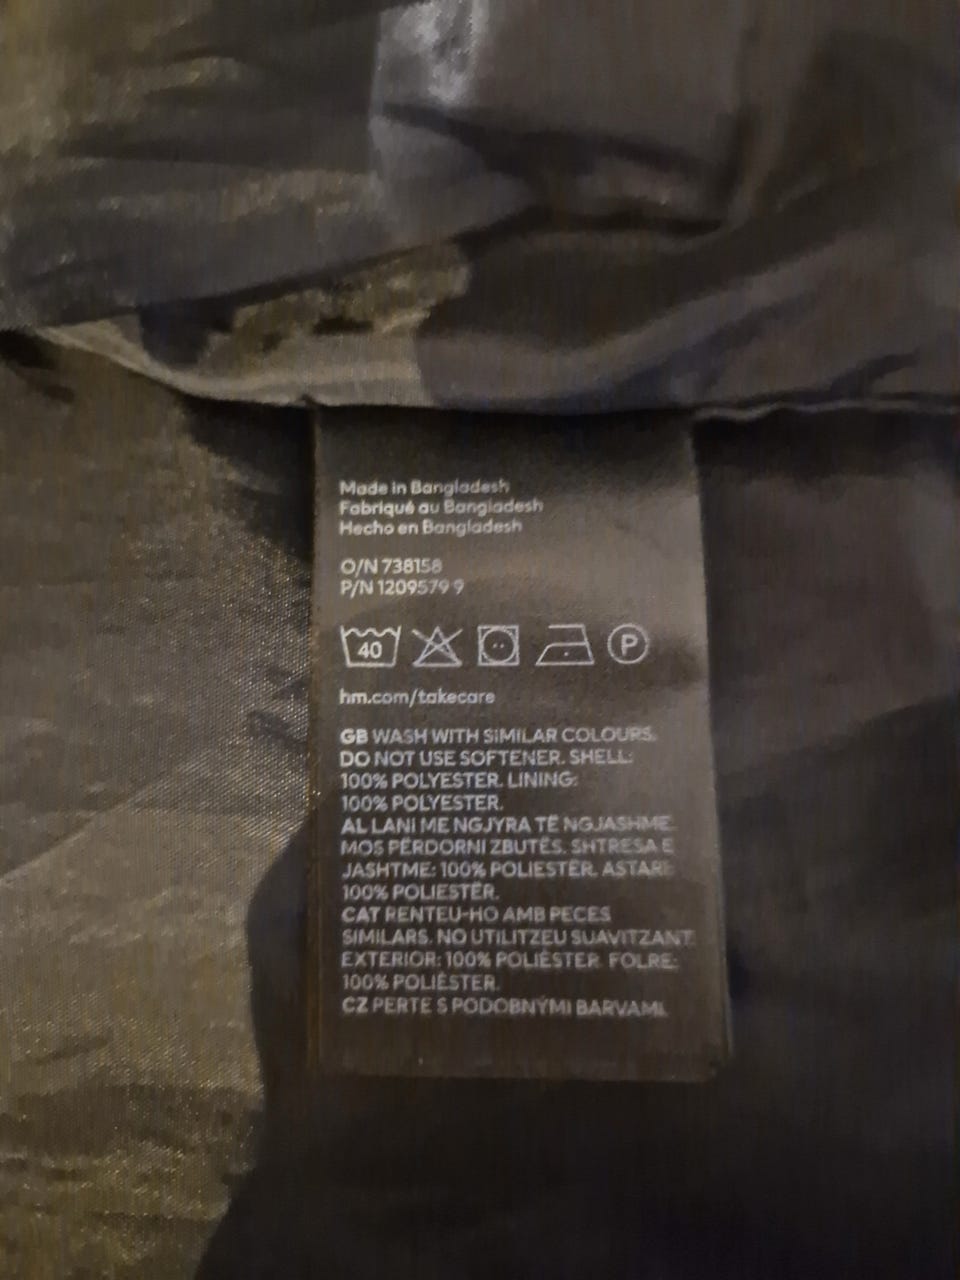 Made in Bangladesh
Fabriqué au Bangladesh
Hecho en Bangladesh
O/N 738158
P/N 1209579 9
40 P
hm.com/takecare
GB WASH WITH SIMILAR COLOURS.
DO NOT USE SOFTENER. SHELL:
100% POLYESTER. LINING:
100% POLYESTER.
AL LANI ME NGJYRA TË NGJASHME.
MOS PËRDORNI ZBUTËS. SHTRESA E
JASHTME: 100% POLIESTËR. ASTARI:
100% POLIESTËR.
CAT RENTEU-HO AMB PECES
SIMILARS. NO UTILITZEU SUAVITZANT.
EXTERIOR: 100% POLIÈSTER. FOLRE:
100% POLIÈSTER.
CZ PERTE S PODOBNÝMI BARVAMI.